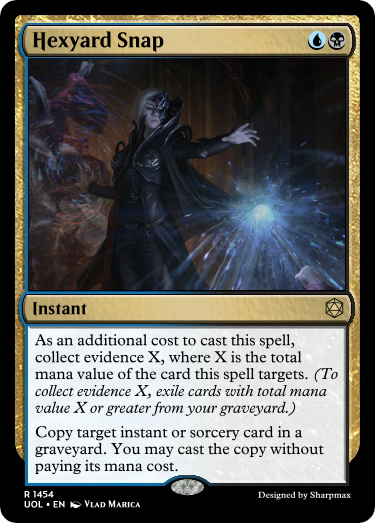 Hexyard Snap
Instant
As an additional cost to cast this spell,
collect evidence X, where X is the total
mana value of the card this spell targets. (To
collect evidence X, exile cards with total mana
value X or greater from your graveyard.)
Copy target instant or sorcery card in a
graveyard. You may cast the copy without
paying its mana cost.
R 1454
UOL • EN Vlad Marica
Designed by Sharpmax